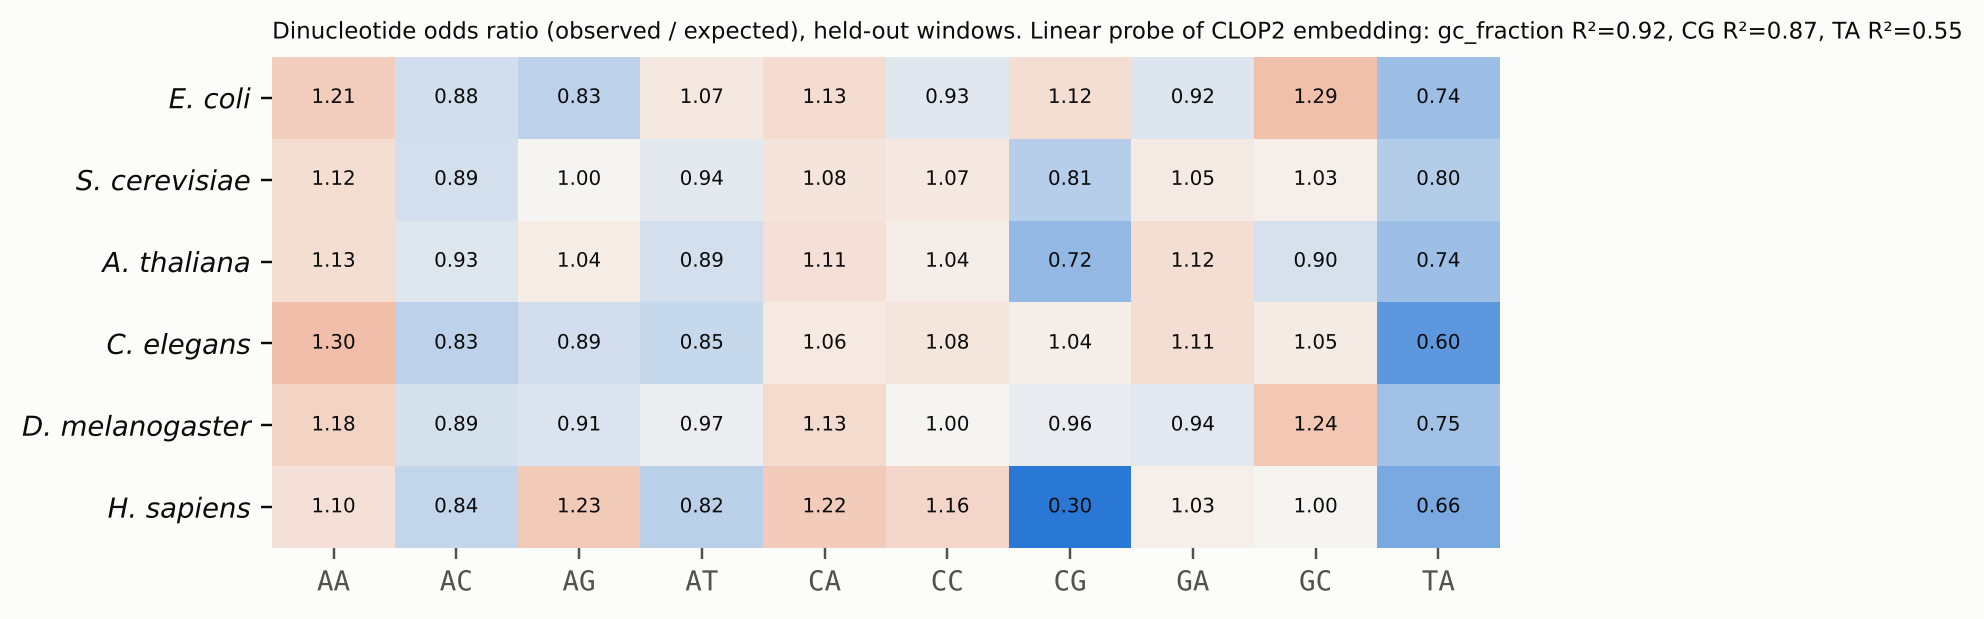 Dinucleotide odds ratio (observed / expected), held-out windows. Linear probe of CLOP2 embedding: gc_fraction R²=0.92, CG R²=0.87, TA R²=0.55
E. coli 1.21 0.88 0.83 1.07 1.13 0.93 1.12 0.92 1.29 0.74
S. cerevisiae 1.12 0.89 1.00 0.94 1.08 1.07 0.81 1.05 1.03 0.80
A. thaliana 1.13 0.93 1.04 0.89 1.11 1.04 0.72 1.12 0.90 0.74
C. elegans 1.30 0.83 0.89 0.85 1.06 1.08 1.04 1.11 1.05 0.60
D. melanogaster 1.18 0.89 0.91 0.97 1.13 1.00 0.96 0.94 1.24 0.75
H. sapiens 1.10 0.84 1.23 0.82 1.22 1.16 0.30 1.03 1.00 0.66
AA AC AG AT CA CC CG GA GC TA